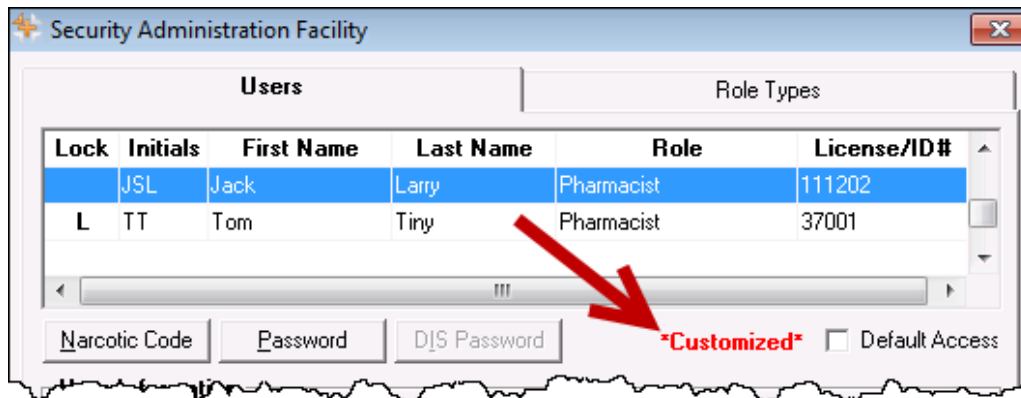 Security Administration Facility
Users Role Types
Lock Initials First Name Last Name Role License/ID#
JSL Jack Larry Pharmacist 111202
L TT Tom Tiny Pharmacist 37001
Narcotic Code Password DIS Password *Customized* Default Access